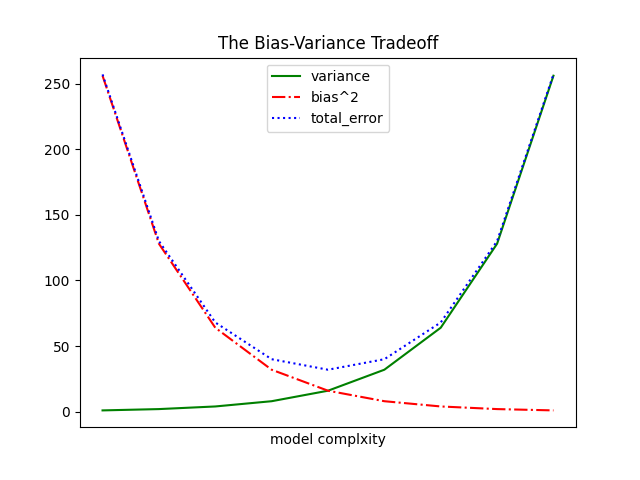 The Bias-Variance Tradeoff
variance
bias^2
total_error
250
200
150
100
50
0
model complxity